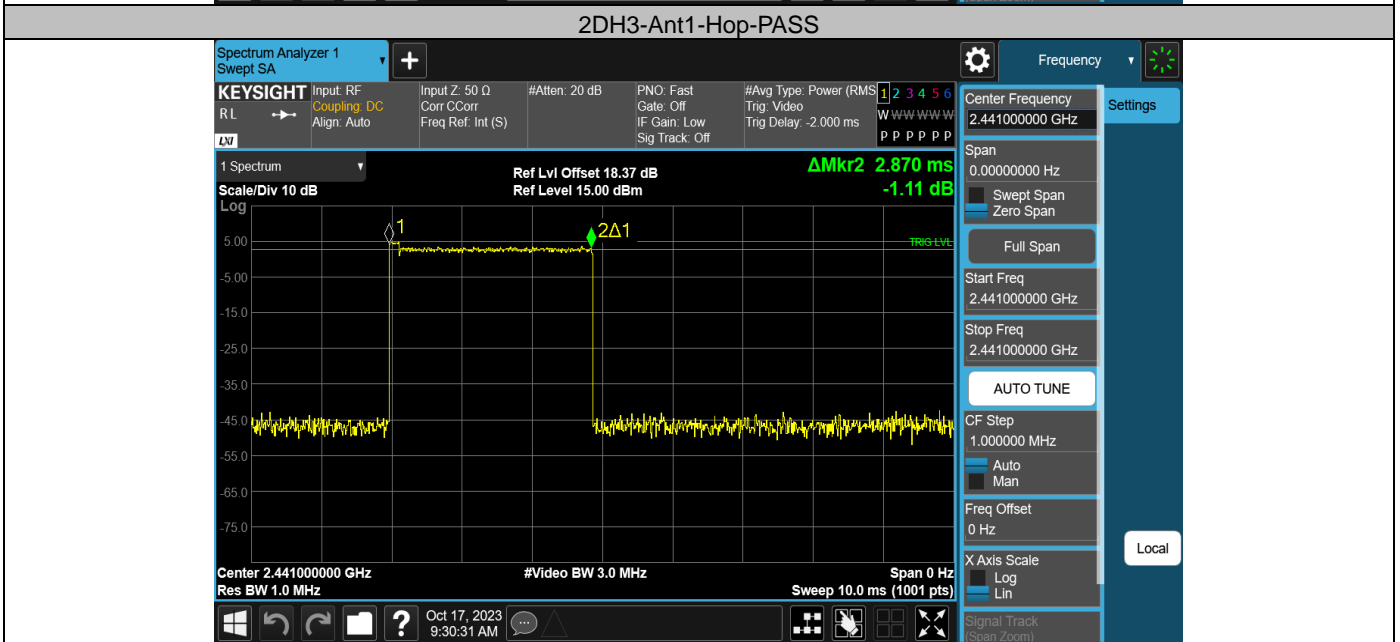 2DH3-Ant1-Hop-PASS
Spectrum Analyzer 1
Swept SA
Frequency
KEYSIGHT
RL
LXI
Input: RF
Coupling: DC
Align: Auto
Input Z: 50 Ω
Corr CCorr
Freq Ref: Int (S)
#Atten: 20 dB
PNO: Fast
Gate: Off
IF Gain: Low
Sig Track: Off
#Avg Type: Power (RMS
Trig: Video
Trig Delay: -2.000 ms
1 2 3 4 5 6
W W W W W W
P P P P P P
1 Spectrum
Scale/Div 10 dB
Log
Ref Lvl Offset 18.37 dB
Ref Level 15.00 dBm
ΔMkr2 2.870 ms
-1.11 dB
1
2Δ1
TRIG LVL
5.00
-5.00
-15.0
-25.0
-35.0
-45.0
-55.0
-65.0
-75.0
Center 2.441000000 GHz
Res BW 1.0 MHz
#Video BW 3.0 MHz
Span 0 Hz
Sweep 10.0 ms (1001 pts)
Center Frequency
2.441000000 GHz
Span
0.00000000 Hz
Swept Span
Zero Span
Full Span
Start Freq
2.441000000 GHz
Stop Freq
2.441000000 GHz
AUTO TUNE
CF Step
1.000000 MHz
Auto
Man
Freq Offset
0 Hz
X Axis Scale
Log
Lin
Signal Track
(Span Zoom)
Settings
Local
?
Oct 17, 2023
9:30:31 AM